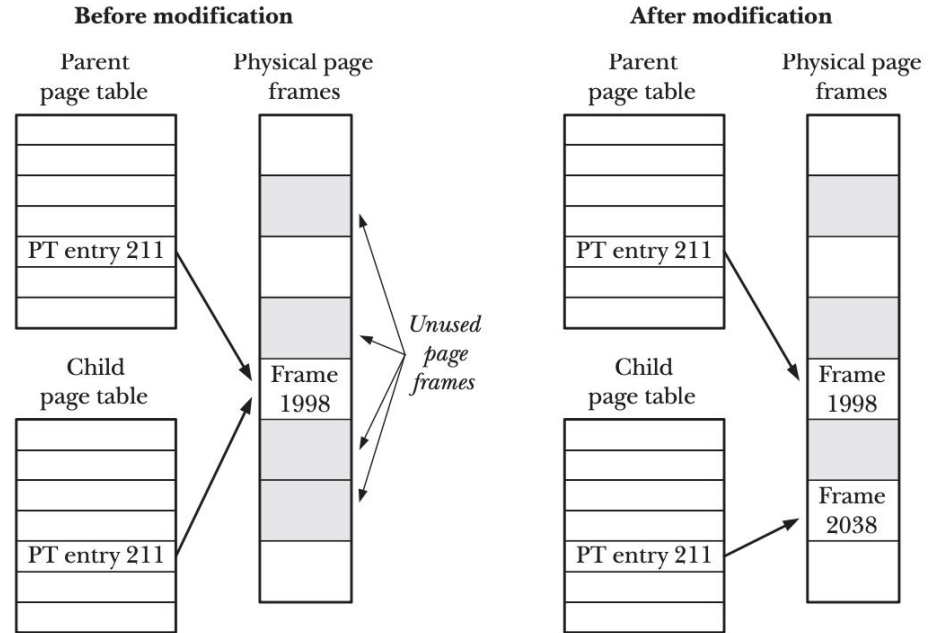 Before modification
After modification
Parent
page table
Physical page
frames
PT entry 211
Child
page table
PT entry 211
Frame
1998
Unused
page
frames
Parent
page table
Physical page
frames
PT entry 211
Child
page table
PT entry 211
Frame
1998
Frame
2038